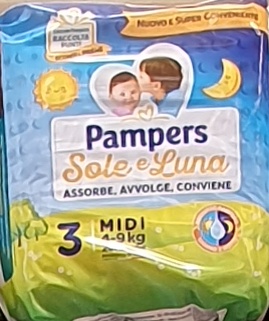 RACCOLTA
PUNTI
NUOVO E SUPER CONVENIENTE
Pampers
Sole e Luna
ASSORBE, AVVOLGE, CONVIENE
3 MIDI
4-9kg